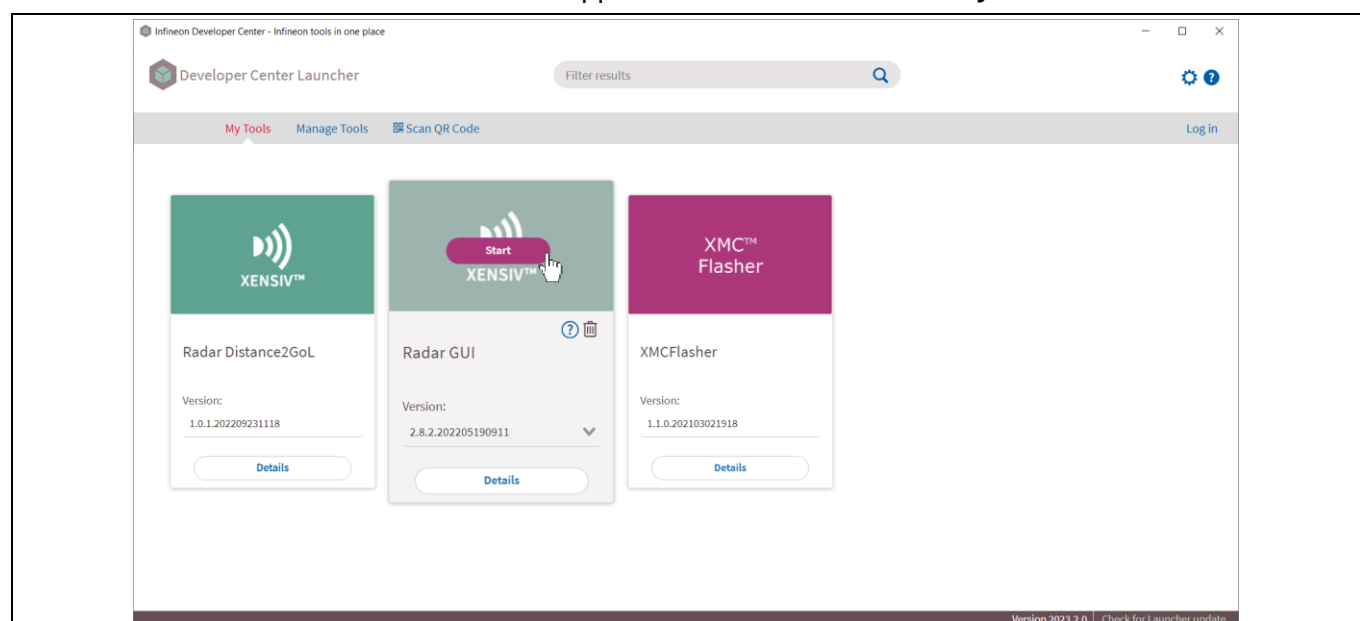 Infineon Developer Center - Infineon tools in one place
Developer Center Launcher
Filter results
My Tools
Manage Tools
Scan QR Code
Log in
XENSIV™
Start
XENSIV™
XMC™
Flasher
Radar Distance2GoL
Radar GUI
XMCFlasher
Version:
Version:
Version:
1.0.1.202209231118
2.8.2.202205190911
1.1.0.202103021918
Details
Details
Details
Version 2023.2.0
Check for Launcher update